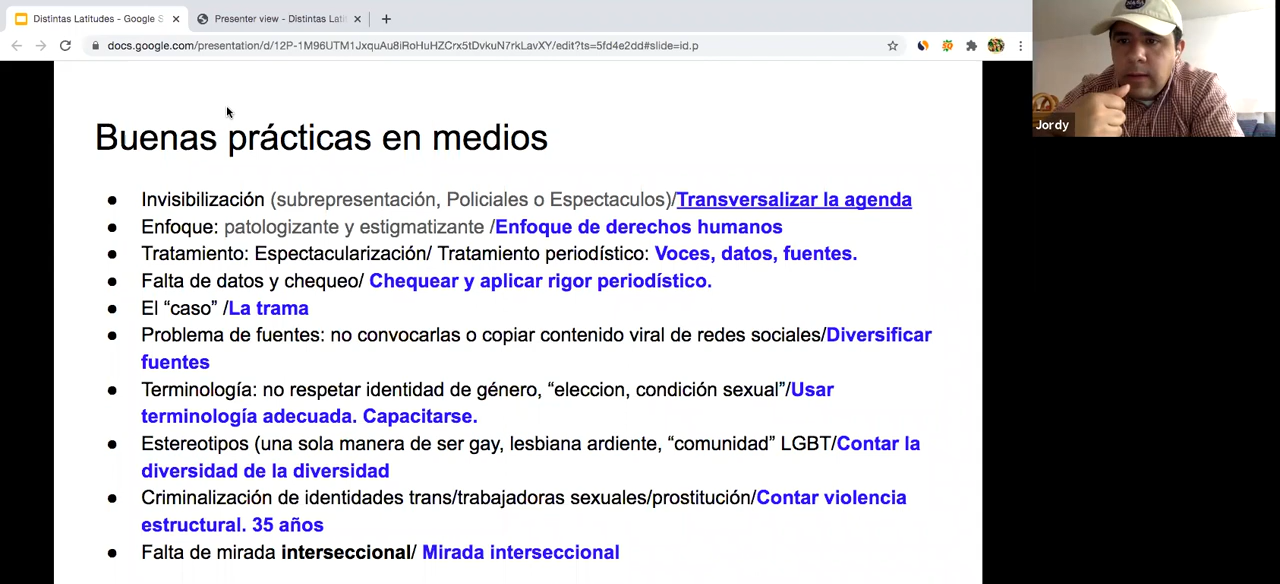 Distintas Latitudes - Google S
Presenter view - Distintas Lati
docs.google.com/presentation/d/12P-1M96UTM1JxquAu8iRoHuHZCrx5tDvkuN7rkLavXY/edit?ts=5fd4e2dd#slide=id.p
Jordy
Buenas prácticas en medios
● Invisibilización (subrepresentación, Policiales o Espectaculos)/Transversalizar la agenda
● Enfoque: patologizante y estigmatizante /Enfoque de derechos humanos
● Tratamiento: Espectacularización/ Tratamiento periodístico: Voces, datos, fuentes.
● Falta de datos y chequeo/ Chequear y aplicar rigor periodístico.
● El “caso” /La trama
● Problema de fuentes: no convocarlas o copiar contenido viral de redes sociales/Diversificar
fuentes
● Terminología: no respetar identidad de género, “eleccion, condición sexual”/Usar
terminología adecuada. Capacitarse.
● Estereotipos (una sola manera de ser gay, lesbiana ardiente, “comunidad” LGBT/Contar la
diversidad de la diversidad
● Criminalización de identidades trans/trabajadoras sexuales/prostitución/Contar violencia
estructural. 35 años
● Falta de mirada interseccional/ Mirada interseccional